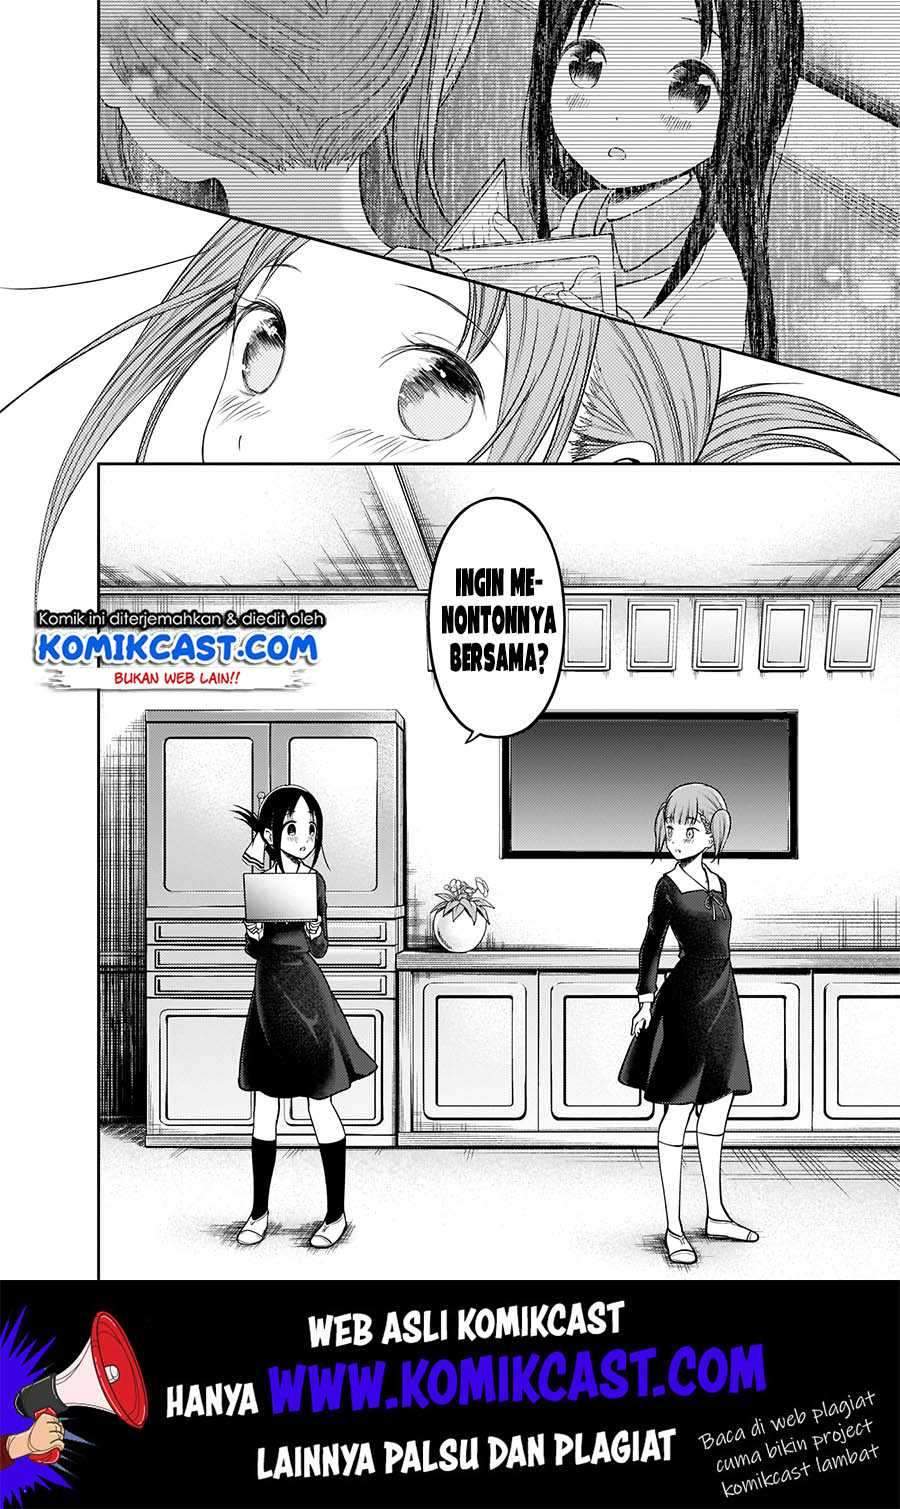 INGIN ME-
NONTONNYA
BERSAMA?
Komik ini diterjemahkan & diedit oleh
KOMIKCAST.COM
BUKAN WEB LAIN!!
WEB ASLI KOMIKCAST
HANYA WWW.KOMIKCAST.COM
LAINNYA PALSU DAN PLAGIAT
Baca di web plagiat
cuma bikin project
komikcast lambat